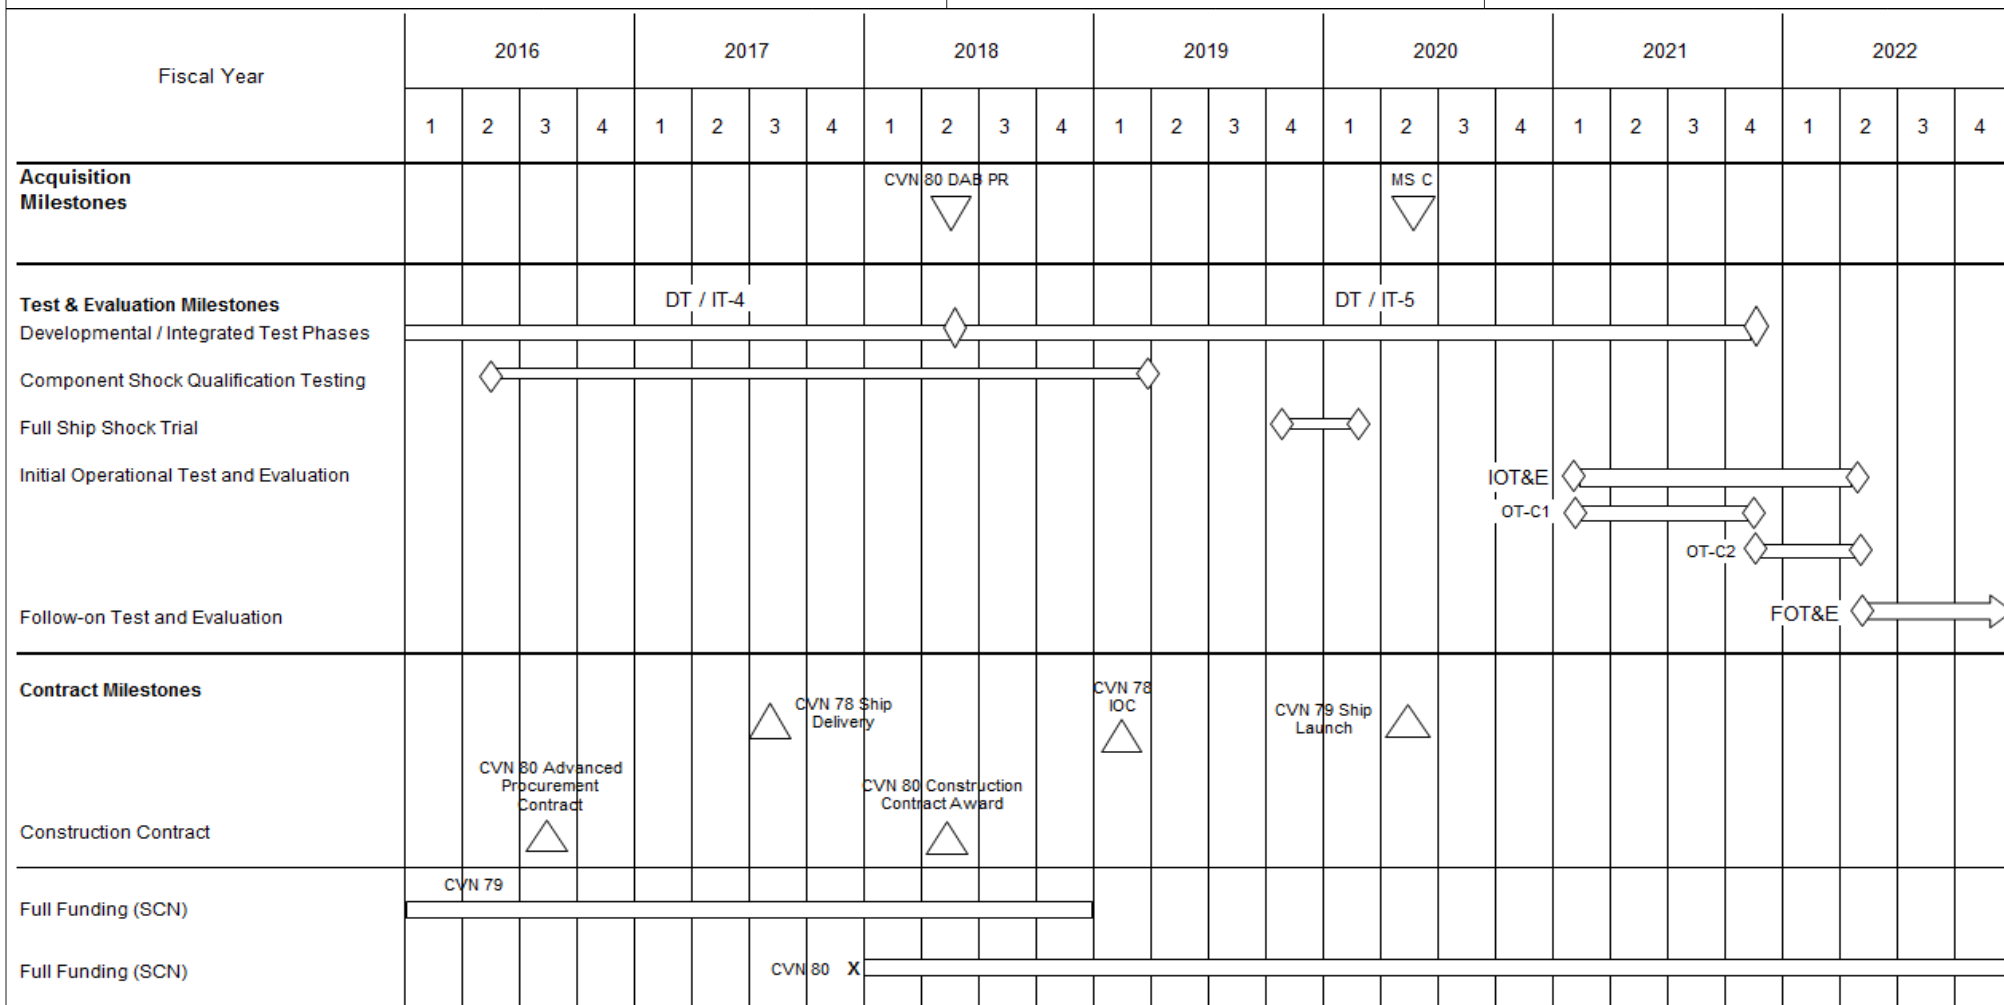 Fiscal Year
2016 2017 2018 2019 2020 2021 2022
1 2 3 4 1 2 3 4 1 2 3 4 1 2 3 4 1 2 3 4 1 2 3 4 1 2 3 4
Acquisition
Milestones
CVN 80 DAB PR
MS C
Test & Evaluation Milestones
DT / IT-4
DT / IT-5
Developmental / Integrated Test Phases
Component Shock Qualification Testing
Full Ship Shock Trial
Initial Operational Test and Evaluation
IOT&E
OT-C1
OT-C2
Follow-on Test and Evaluation
FOT&E
Contract Milestones
CVN 78 Ship
Delivery
CVN 78
IOC
CVN 79 Ship
Launch
CVN 80 Advanced
Procurement
Contract
CVN 80 Construction
Contract Award
Construction Contract
CVN 79
Full Funding (SCN)
Full Funding (SCN)
CVN 80 X